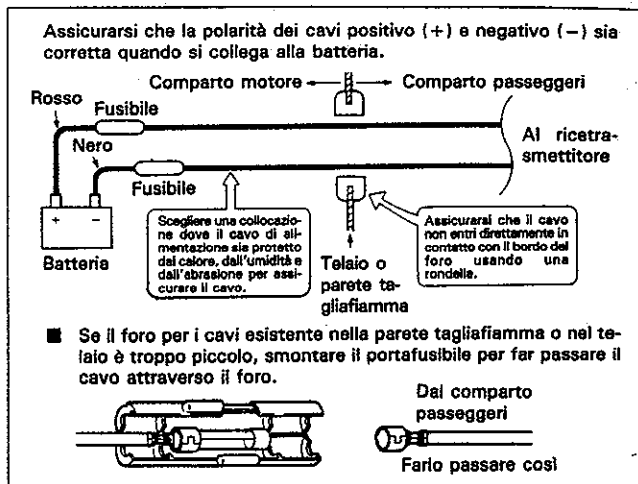 Assicurarsi che la polarità dei cavi positivo (+) e negativo (−) sia
corretta quando si collega alla batteria.
Comparto motore
Comparto passeggeri
Rosso
Fusibile
Nero
Al ricetra-
smettitore
Fusibile
+ −
Batteria
Scegliere una collocazio-
ne dove il cavo di ali-
mentazione sia protetto
dal calore, dall'umidità e
dall'abrasione per assi-
curare il cavo.
Assicurarsi che il cavo
non entri direttamente in
contatto con il bordo del
foro usando una
rondella.
Telaio o
parete ta-
gliafiamma
■ Se il foro per i cavi esistente nella parete tagliafiamma o nel te-
laio è troppo piccolo, smontare il portafusibile per far passare il
cavo attraverso il foro.
Dal comparto
passeggeri
Farlo passare così